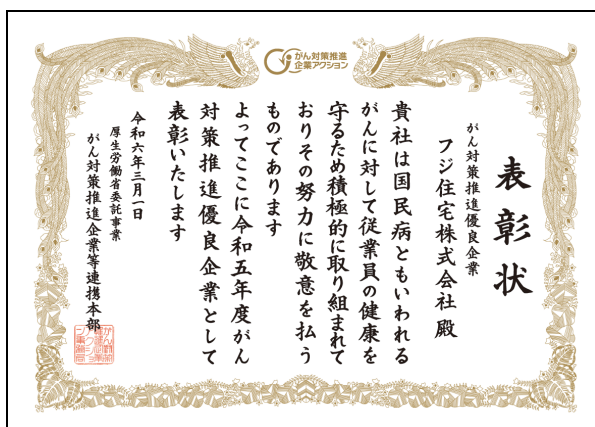 がん対策推進
企業アクション
表彰状
がん対策推進優良企業
フジ住宅株式会社殿
貴社は国民病ともいわれる
がんに対して従業員の健康を
守るため積極的に取り組まれて
おりその努力に敬意を払う
ものであります
よってここに令和五年度がん
対策推進優良企業として
表彰いたします
令和六年三月一日
厚生労働省委託事業
がん対策推進企業等連携本部